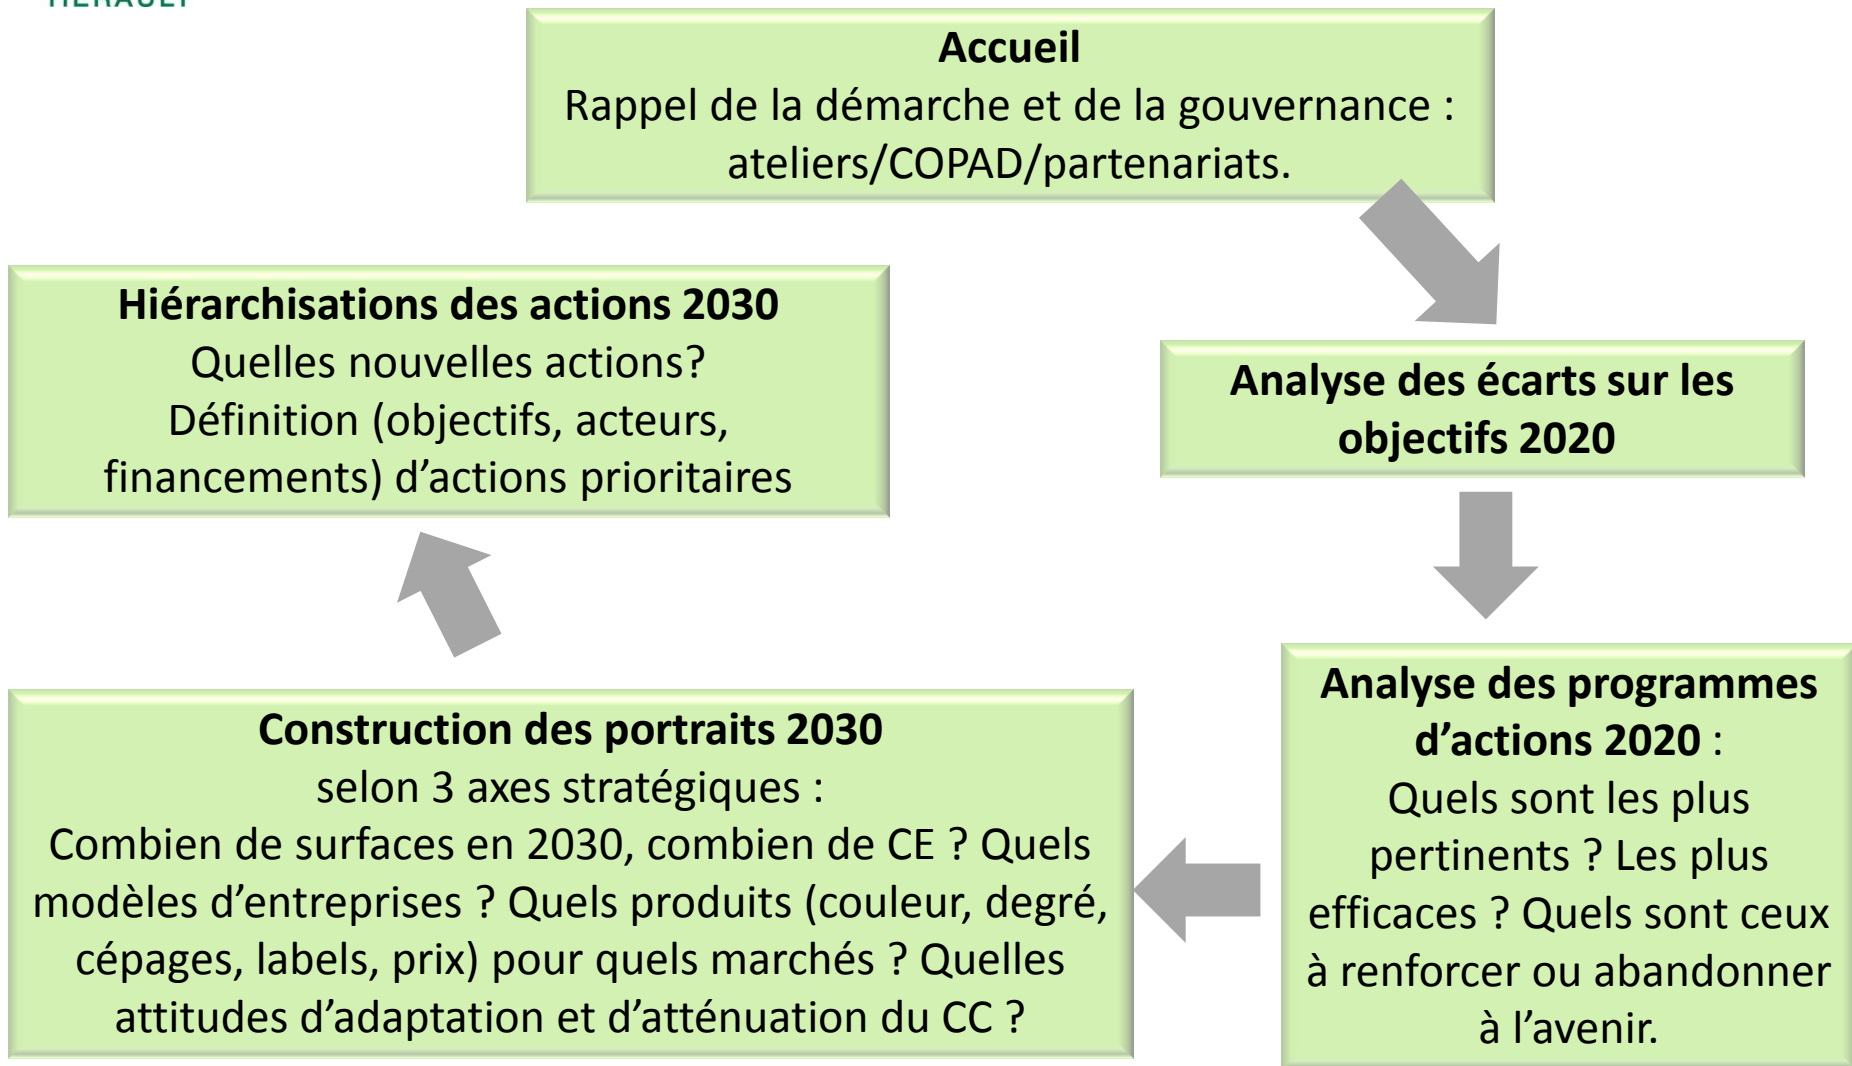 Accueil
Rappel de la démarche et de la gouvernance :
ateliers/COPAD/partenariats.
Analyse des écarts sur les
objectifs 2020
Analyse des programmes
d’actions 2020 :
Quels sont les plus
pertinents ? Les plus
efficaces ? Quels sont ceux
à renforcer ou abandonner
à l’avenir.
Construction des portraits 2030
selon 3 axes stratégiques :
Combien de surfaces en 2030, combien de CE ? Quels
modèles d’entreprises ? Quels produits (couleur, degré,
cépages, labels, prix) pour quels marchés ? Quelles
attitudes d’adaptation et d’atténuation du CC ?
Hiérarchisations des actions 2030
Quelles nouvelles actions?
Définition (objectifs, acteurs,
financements) d’actions prioritaires